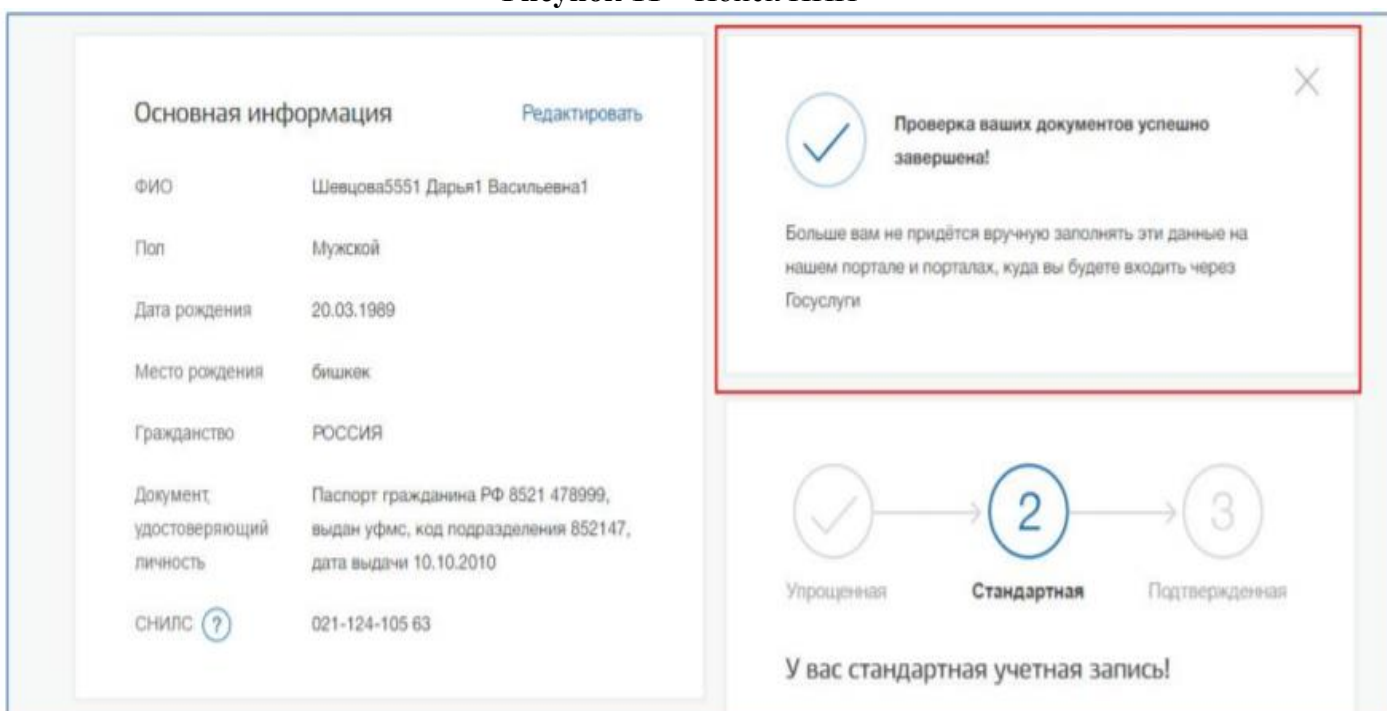 Основная информация
Редактировать
ФИО
Шевцова5551 Дарья1 Васильевна1
Пол
Мужской
Дата рождения
20.03.1989
Место рождения
бишкек
Гражданство
РОССИЯ
Документ,
удостоверяющий
личность
Паспорт гражданина РФ 8521 478999,
выдан уфмс, код подразделения 852147,
дата выдачи 10.10.2010
СНИЛС ?
021-124-105 63
Проверка ваших документов успешно
завершена!
Больше вам не придётся вручную заполнять эти данные на
нашем портале и порталах, куда вы будете входить через
Госуслуги
2
3
Упрощенная
Стандартная
Подтвержденная
У вас стандартная учетная запись!